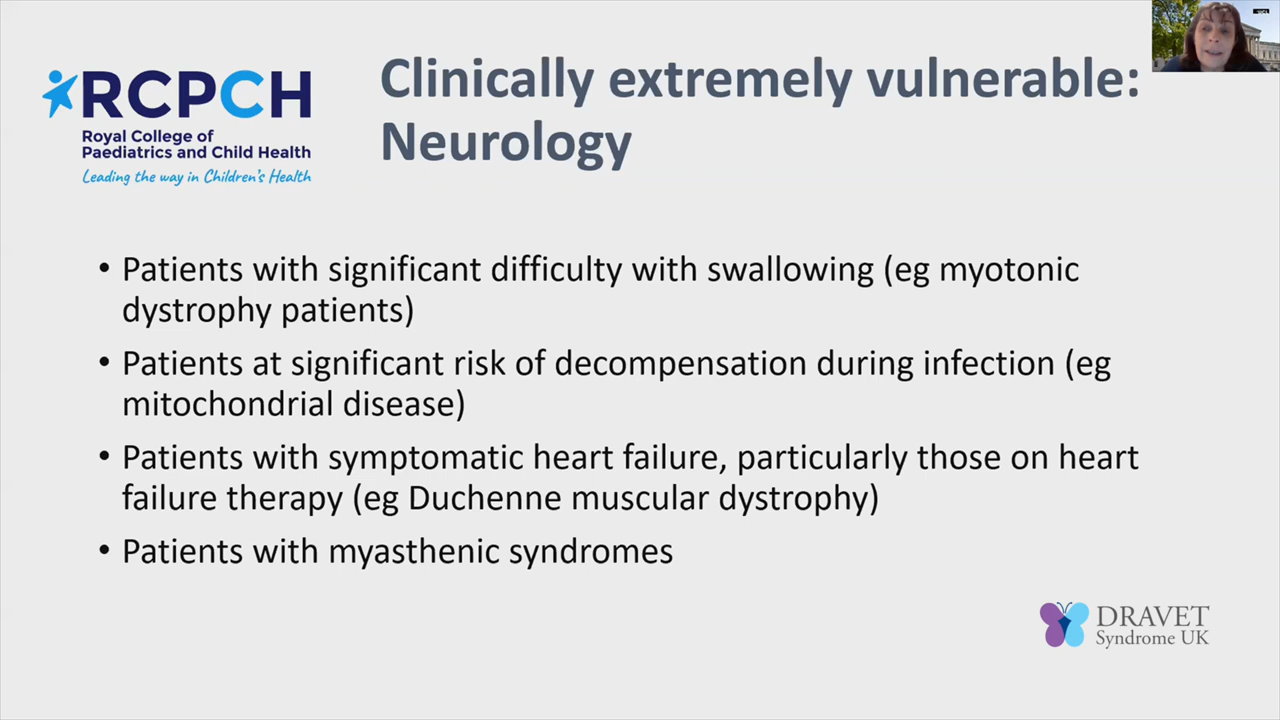 RCPCH
Royal College of
Paediatrics and Child Health
Leading the way in Children's Health
Clinically extremely vulnerable:
Neurology
• Patients with significant difficulty with swallowing (eg myotonic
dystrophy patients)
• Patients at significant risk of decompensation during infection (eg
mitochondrial disease)
• Patients with symptomatic heart failure, particularly those on heart
failure therapy (eg Duchenne muscular dystrophy)
• Patients with myasthenic syndromes
DRAVET
Syndrome UK